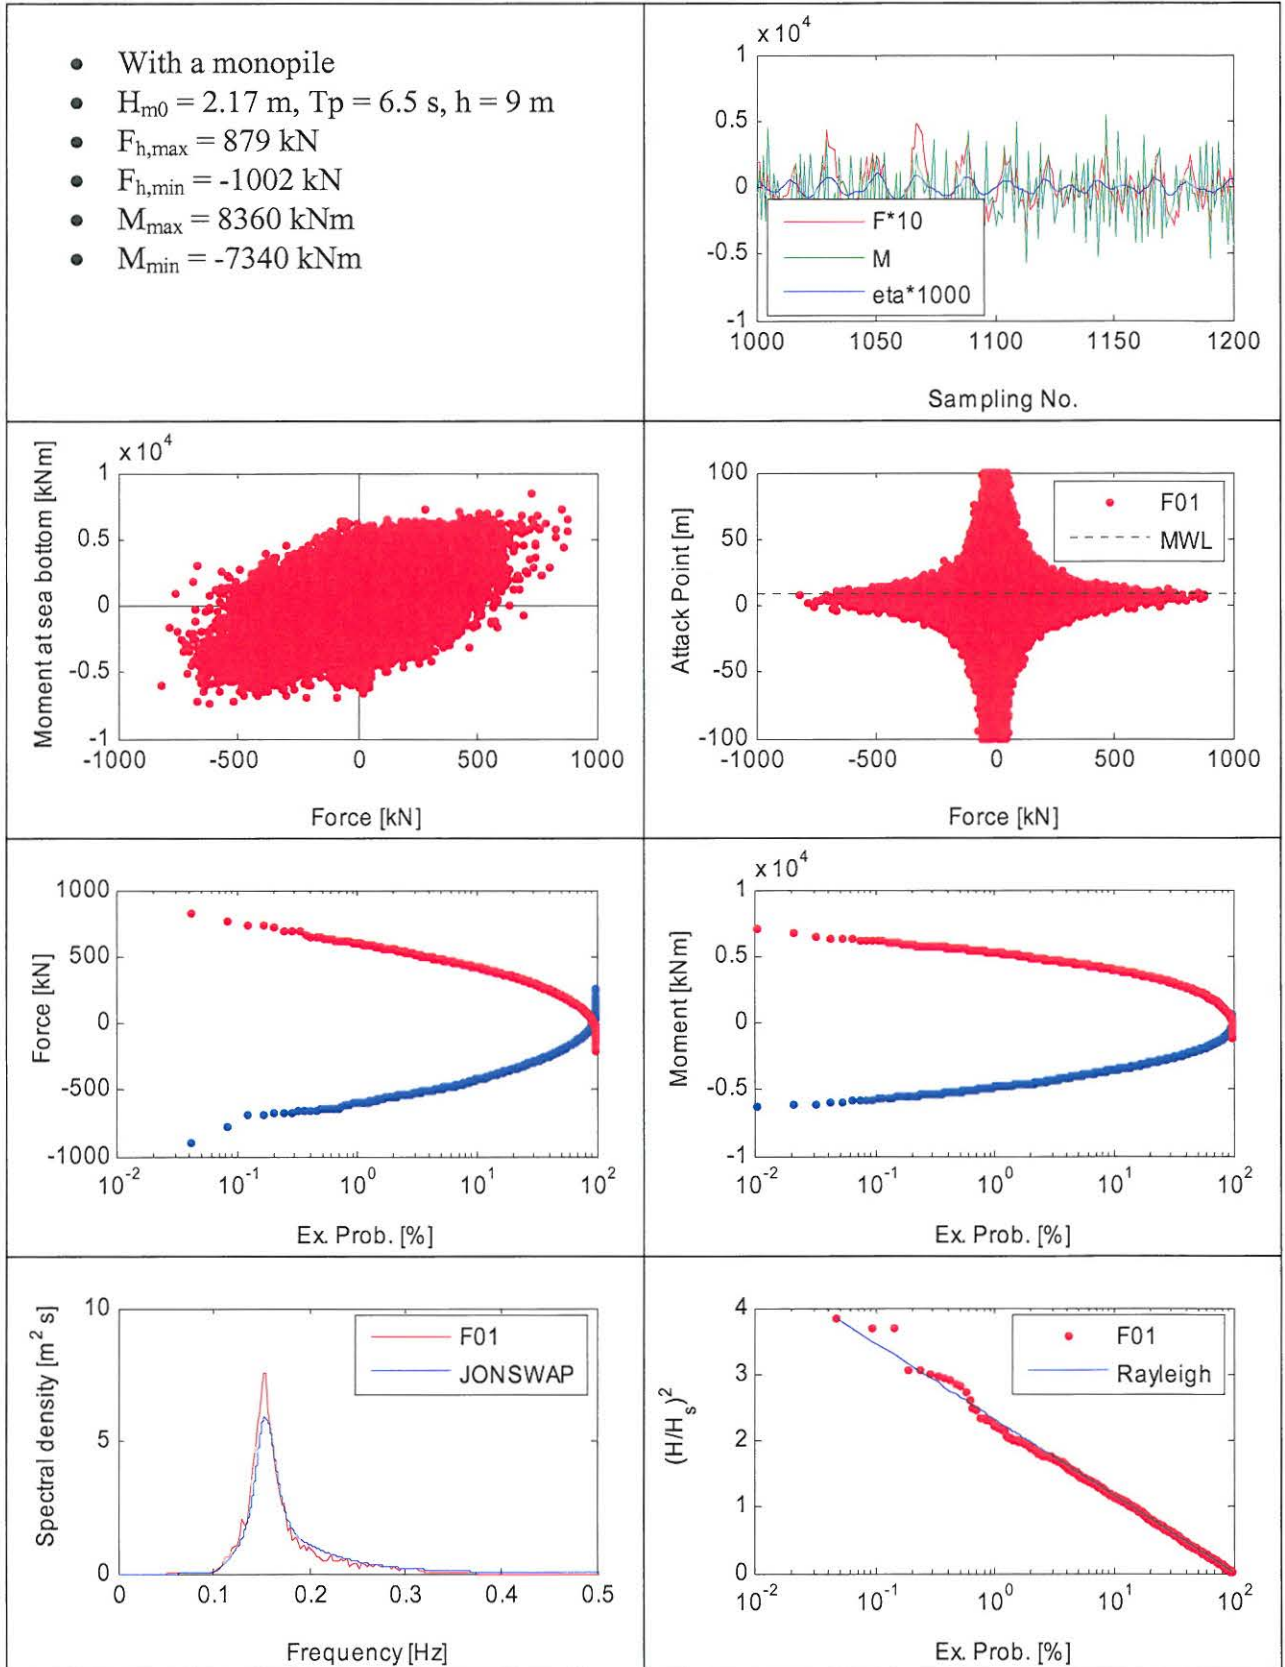 • With a monopile
• Hm0 = 2.17 m, Tp = 6.5 s, h = 9 m
• Fh,max = 879 kN
• Fh,min = -1002 kN
• Mmax = 8360 kNm
• Mmin = -7340 kNm
x 10^4
1
0.5
0
-0.5
-1
F*10
M
eta*1000
1000 1050 1100 1150 1200
Sampling No.
x 10^4
Moment at sea bottom [kNm]
1
0.5
0
-0.5
-1
-1000 -500 0 500 1000
Force [kN]
Attack Point [m]
100
50
0
-50
-100
F01
MWL
-1000 -500 0 500 1000
Force [kN]
Force [kN]
1000
500
0
-500
-1000
10^-2 10^-1 10^0 10^1 10^2
Ex. Prob. [%]
x 10^4
Moment [kNm]
1
0.5
0
-0.5
-1
10^-2 10^-1 10^0 10^1 10^2
Ex. Prob. [%]
Spectral density [m^2 s]
10
5
0
F01
JONSWAP
0 0.1 0.2 0.3 0.4 0.5
Frequency [Hz]
(H/Hs)^2
4
3
2
1
0
F01
Rayleigh
10^-2 10^-1 10^0 10^1 10^2
Ex. Prob. [%]